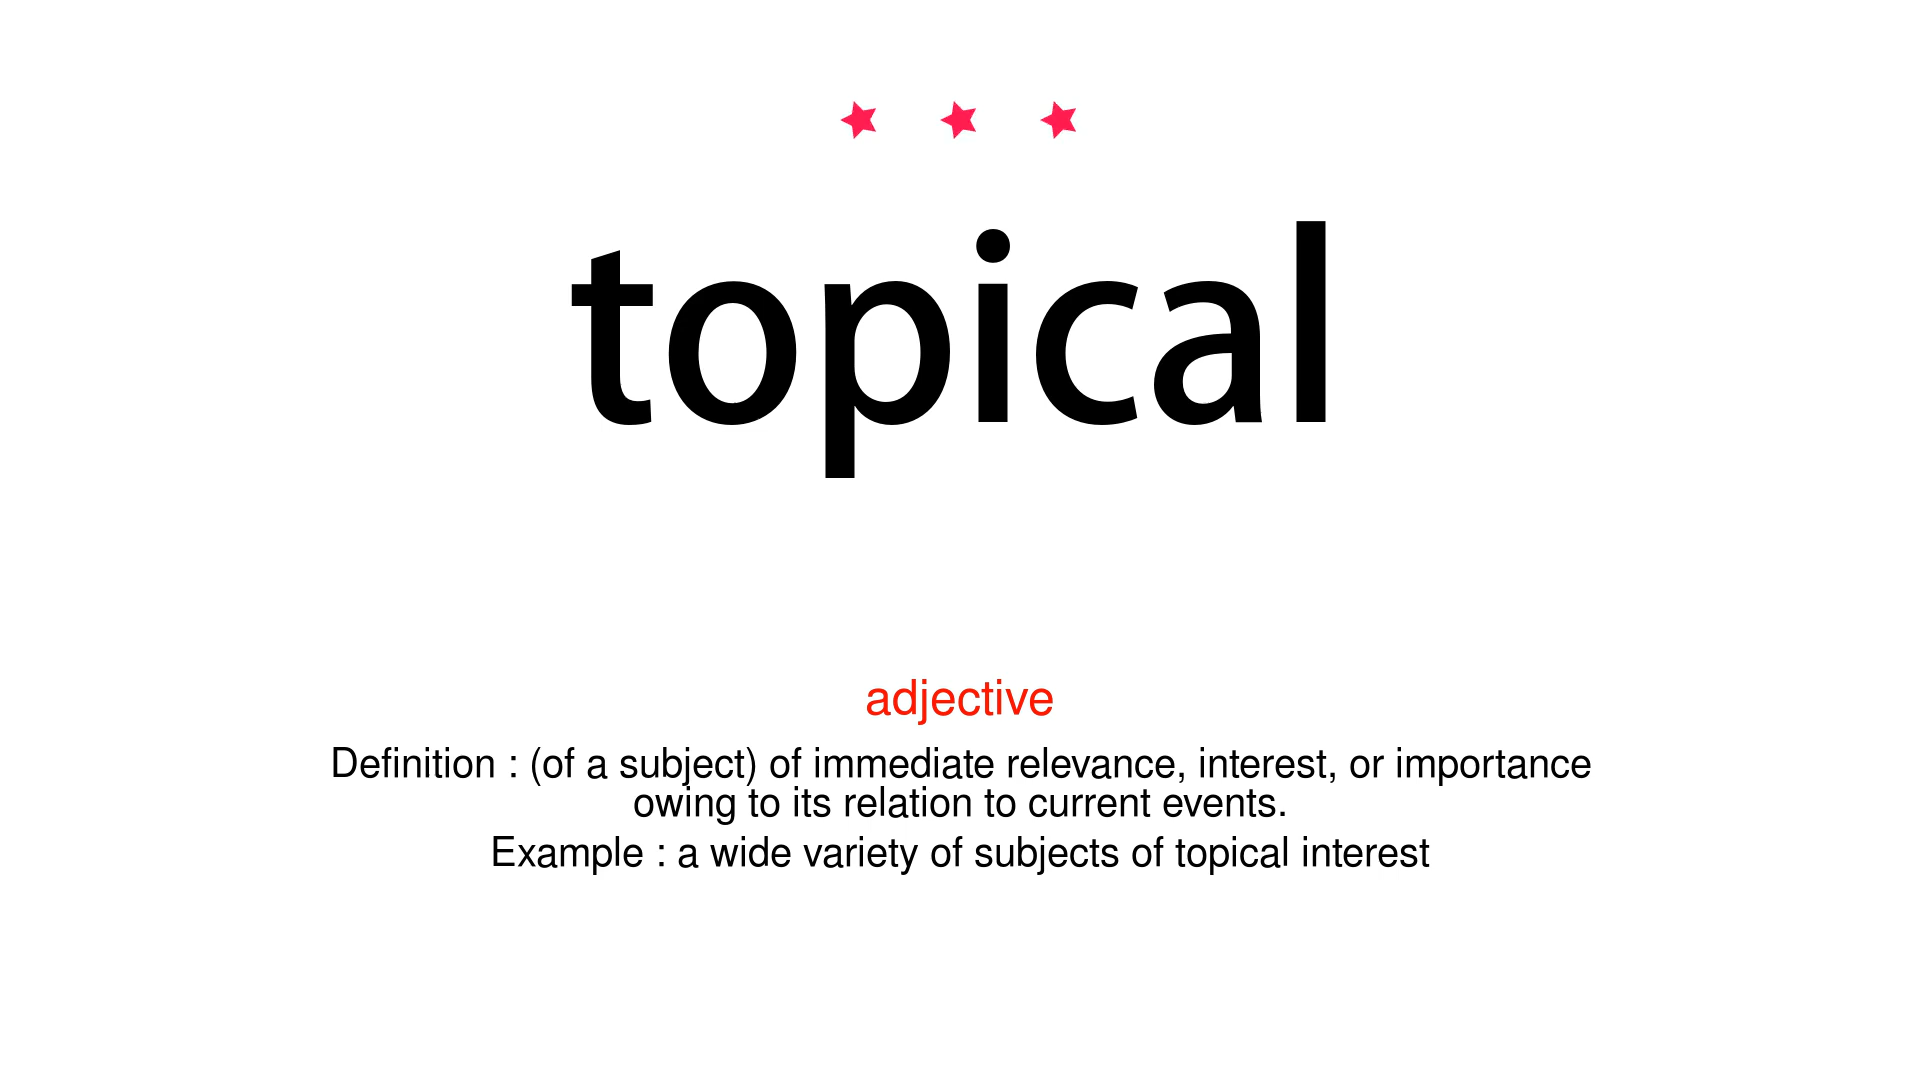 topical
adjective
Definition : (of a subject) of immediate relevance, interest, or importance
owing to its relation to current events.
Example : a wide variety of subjects of topical interest